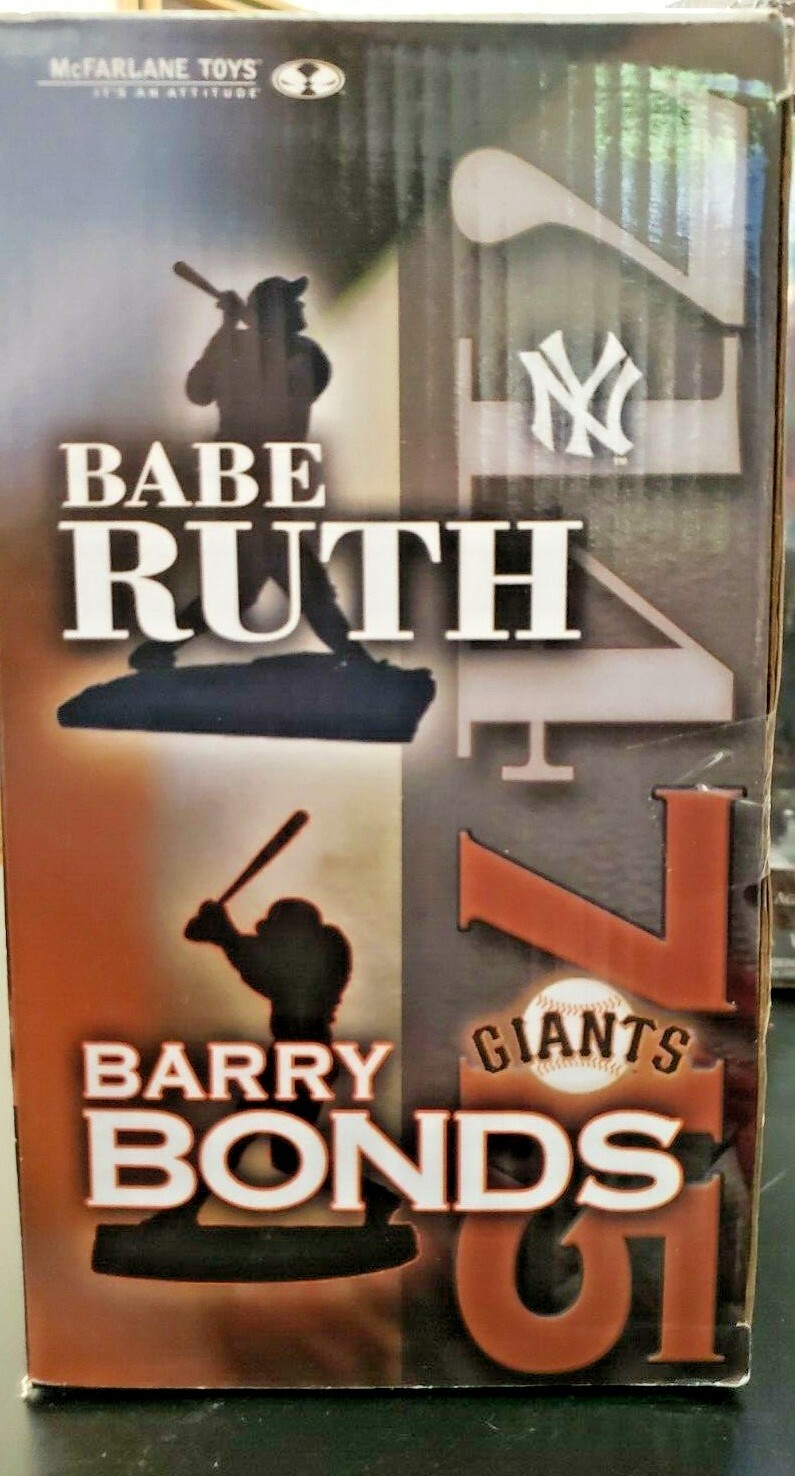 McFARLANE TOYS
IT'S AN ATTITUDE
714
NY
BABE
RUTH
715
GIANTS
BARRY
BONDS